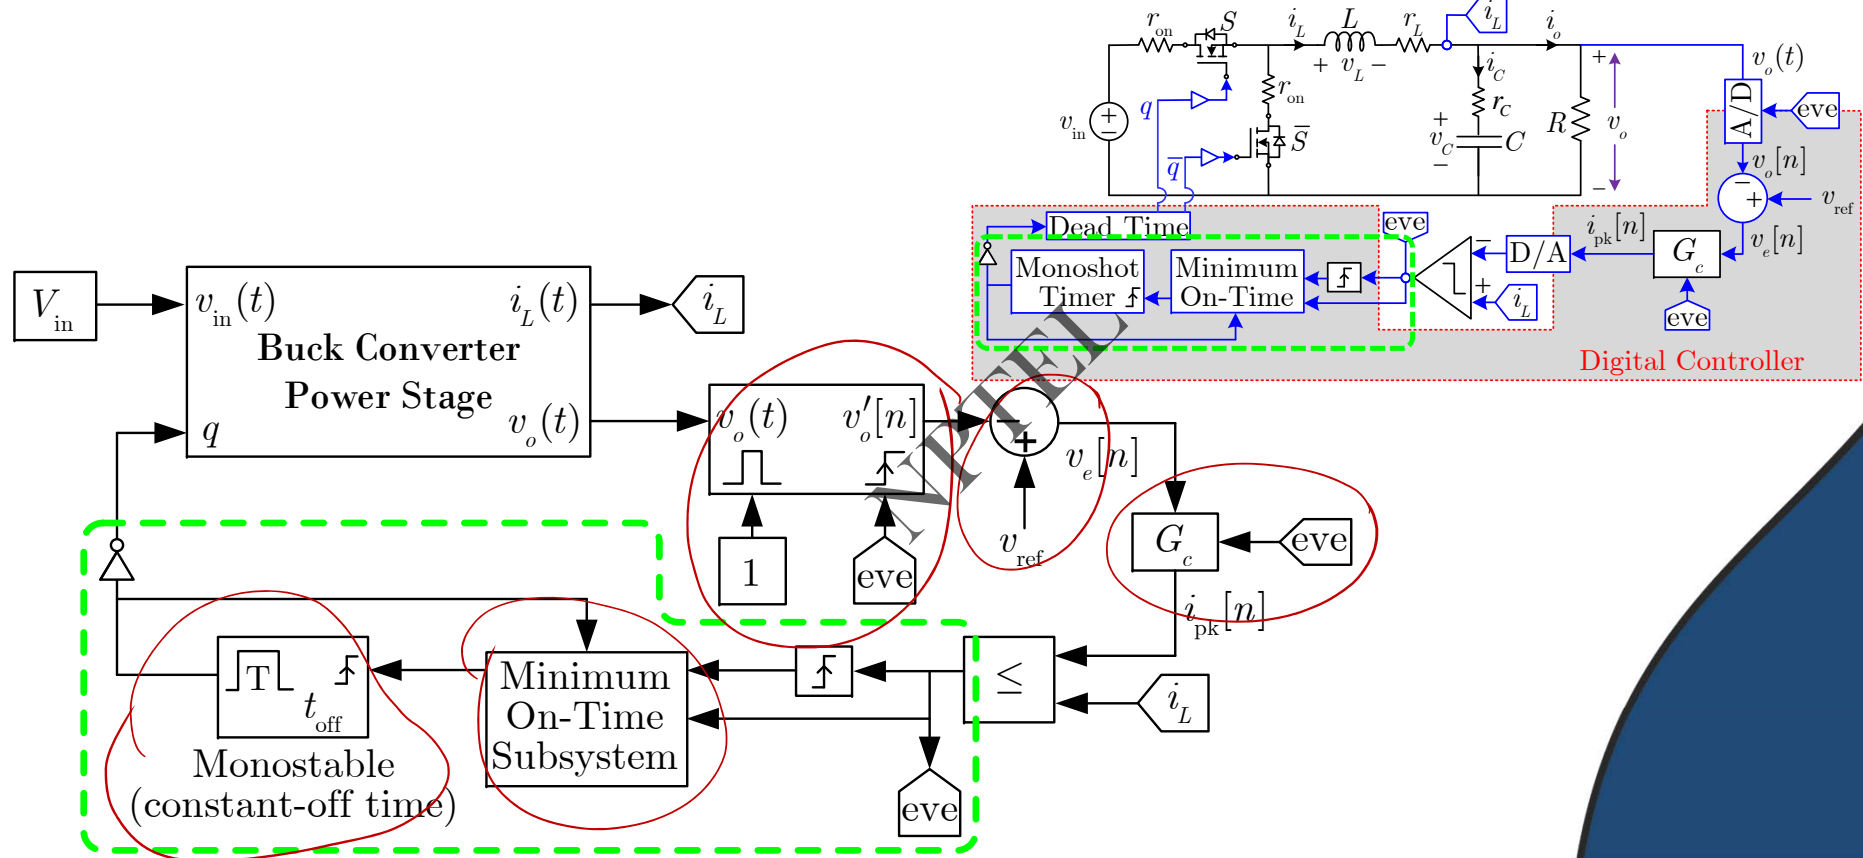 r_on
S
i_L
L
r_L
i_L
i_o
v_o(t)
+ v_L −
i_C
+
A/D
eve
q
r_on
r_C
v_in
+
−
S̅
+
v_C
−
C
R
v_o
q̅
−
v_o[n]
−
+
v_ref
Dead Time
eve
i_pk[n]
v_e[n]
−
D/A
G_c
Monoshot
Timer
Minimum
On-Time
+
i_L
eve
Digital Controller
V_in
v_in(t)
i_L(t)
i_L
Buck Converter
Power Stage
q
v_o(t)
v_o(t)
v′_o[n]
−
+
v_e[n]
NPTEL
v_ref
G_c
eve
1
eve
i_pk[n]
T
t_off
Minimum
On-Time
Subsystem
≤
i_L
Monostable
(constant-off time)
eve